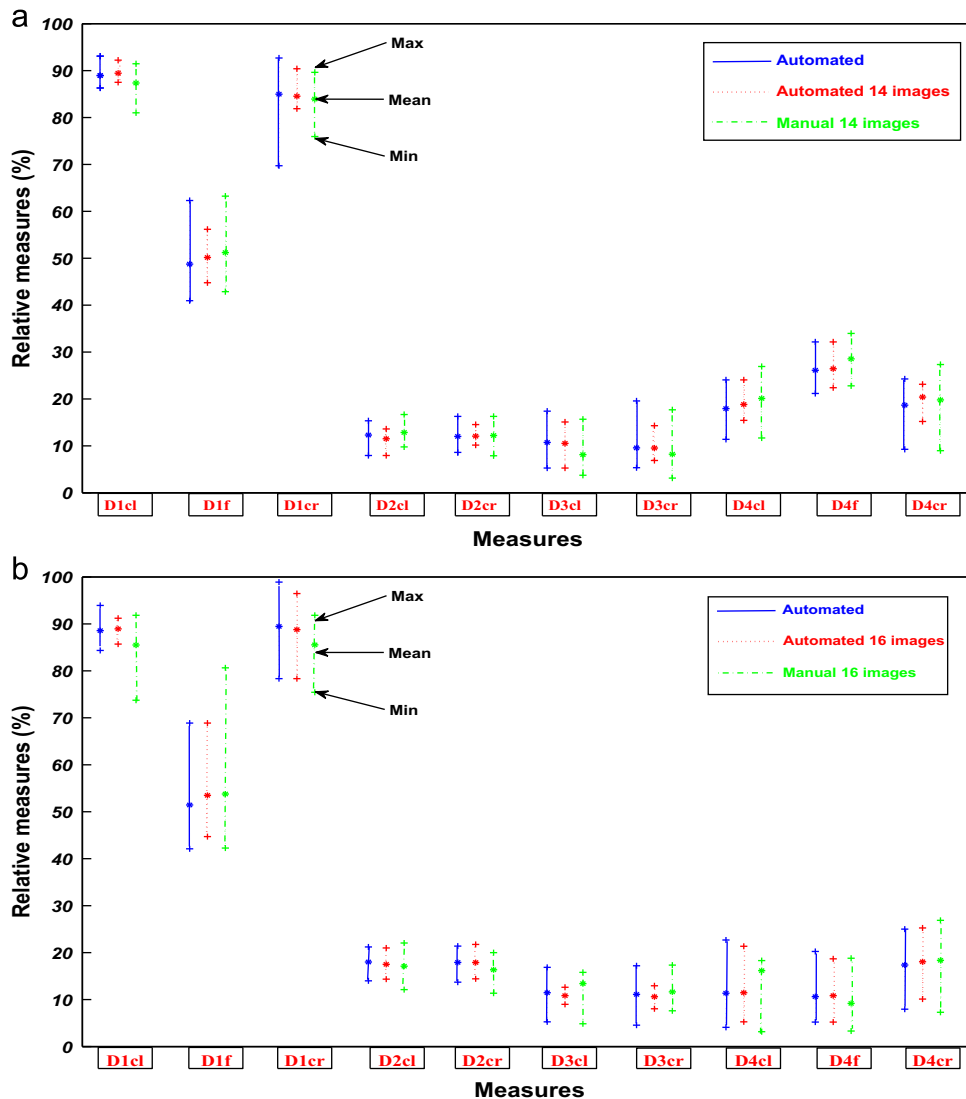 a
100
90
80
70
60
50
40
30
20
10
0
Relative measures (%)
Max
Mean
Min
Automated
Automated 14 images
Manual 14 images
D1cl D1f D1cr D2cl D2cr D3cl D3cr D4cl D4f D4cr
Measures
b
100
90
80
70
60
50
40
30
20
10
0
Relative measures (%)
Max
Mean
Min
Automated
Automated 16 images
Manual 16 images
D1cl D1f D1cr D2cl D2cr D3cl D3cr D4cl D4f D4cr
Measures